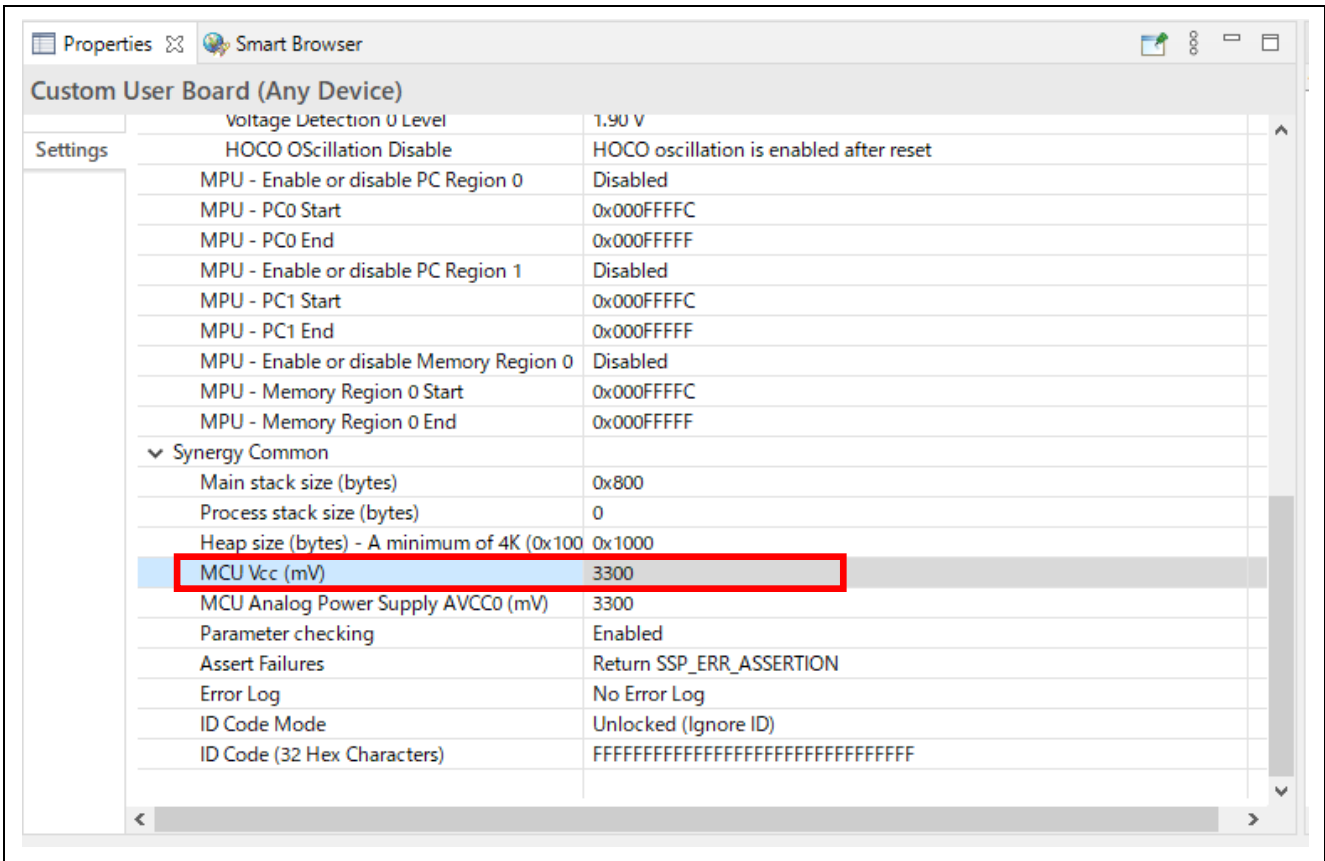 Properties Smart Browser
Custom User Board (Any Device)
Voltage Detection 0 Level 1.90 V
Settings HOCO OScillation Disable HOCO oscillation is enabled after reset
MPU - Enable or disable PC Region 0 Disabled
MPU - PC0 Start 0x000FFFFC
MPU - PC0 End 0x000FFFFF
MPU - Enable or disable PC Region 1 Disabled
MPU - PC1 Start 0x000FFFFC
MPU - PC1 End 0x000FFFFF
MPU - Enable or disable Memory Region 0 Disabled
MPU - Memory Region 0 Start 0x000FFFFC
MPU - Memory Region 0 End 0x000FFFFF
Synergy Common
Main stack size (bytes) 0x800
Process stack size (bytes) 0
Heap size (bytes) - A minimum of 4K (0x100 0x1000
MCU Vcc (mV) 3300
MCU Analog Power Supply AVCC0 (mV) 3300
Parameter checking Enabled
Assert Failures Return SSP_ERR_ASSERTION
Error Log No Error Log
ID Code Mode Unlocked (Ignore ID)
ID Code (32 Hex Characters) FFFFFFFFFFFFFFFFFFFFFFFFFFFFFFFF